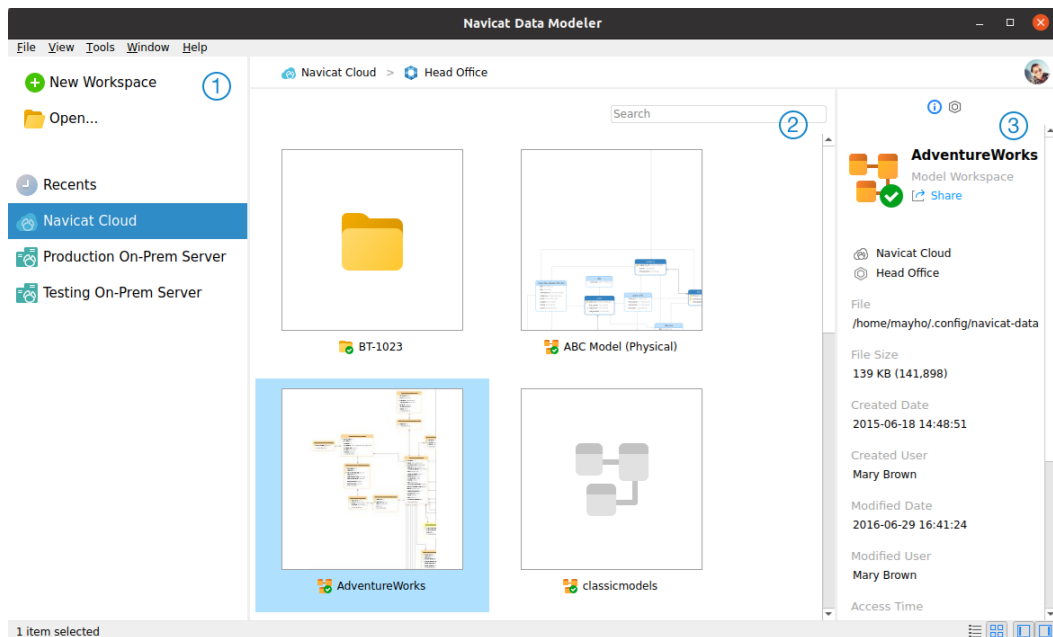 Navicat Data Modeler
File View Tools Window Help
New Workspace
1
Open...
Recents
Navicat Cloud
Production On-Prem Server
Testing On-Prem Server
Navicat Cloud > Head Office
Search
2
BT-1023
ABC Model (Physical)
AdventureWorks
classicmodels
3
AdventureWorks
Model Workspace
Share
Navicat Cloud
Head Office
File
/home/mayho/.config/navicat-data
File Size
139 KB (141,898)
Created Date
2015-06-18 14:48:51
Created User
Mary Brown
Modified Date
2016-06-29 16:41:24
Modified User
Mary Brown
Access Time
1 item selected